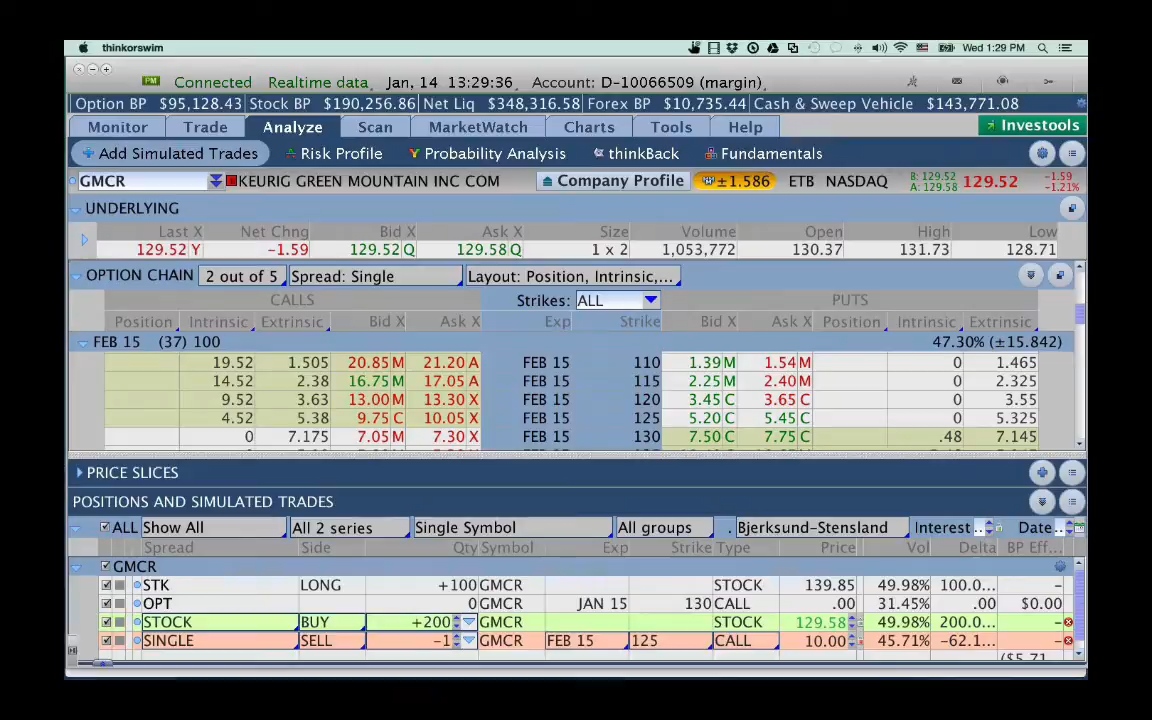 thinkorswim Wed 1:29 PM
Connected Realtime data Jan, 14 13:29:36 Account: D-10066509 (margin)
Option BP $95,128.43 Stock BP $190,256.86 Net Liq $348,316.58 Forex BP $10,735.44 Cash & Sweep Vehicle $143,771.08
Monitor Trade Analyze Scan MarketWatch Charts Tools Help Investools
Add Simulated Trades Risk Profile Probability Analysis thinkBack Fundamentals
GMCR KEURIG GREEN MOUNTAIN INC COM Company Profile ±1.586 ETB NASDAQ B: 129.52 A: 129.58 129.52 -1.59 -1.21%
UNDERLYING
Last X Net Chng Bid X Ask X Size Volume Open High Low
129.52 Y -1.59 129.52 Q 129.58 Q 1 x 2 1,053,772 130.37 131.73 128.71
OPTION CHAIN 2 out of 5 Spread: Single Layout: Position, Intrinsic,...
CALLS Strikes: ALL PUTS
Position Intrinsic Extrinsic Bid X Ask X Exp Strike Bid X Ask X Position Intrinsic Extrinsic
FEB 15 (37) 100 47.30% (±15.842)
19.52 1.505 20.85 M 21.20 A FEB 15 110 1.39 M 1.54 M 0 1.465
14.52 2.38 16.75 M 17.05 A FEB 15 115 2.25 M 2.40 M 0 2.325
9.52 3.63 13.00 M 13.30 X FEB 15 120 3.45 C 3.65 C 0 3.55
4.52 5.38 9.75 C 10.05 X FEB 15 125 5.20 C 5.45 C 0 5.325
0 7.175 7.05 M 7.30 X FEB 15 130 7.50 C 7.75 C .48 7.145
PRICE SLICES
POSITIONS AND SIMULATED TRADES
ALL Show All All 2 series Single Symbol All groups . Bjerksund-Stensland Interest .. Date..
Spread Side Qty Symbol Exp Strike Type Price Vol Delta BP Eff...
GMCR
STK LONG +100 GMCR STOCK 139.85 49.98% 100.0... -
OPT 0 GMCR JAN 15 130 CALL .00 31.45% .00 $0.00
STOCK BUY +200 GMCR STOCK 129.58 49.98% 200.0... -
SINGLE SELL -1 GMCR FEB 15 125 CALL 10.00 45.71% -62.1... -